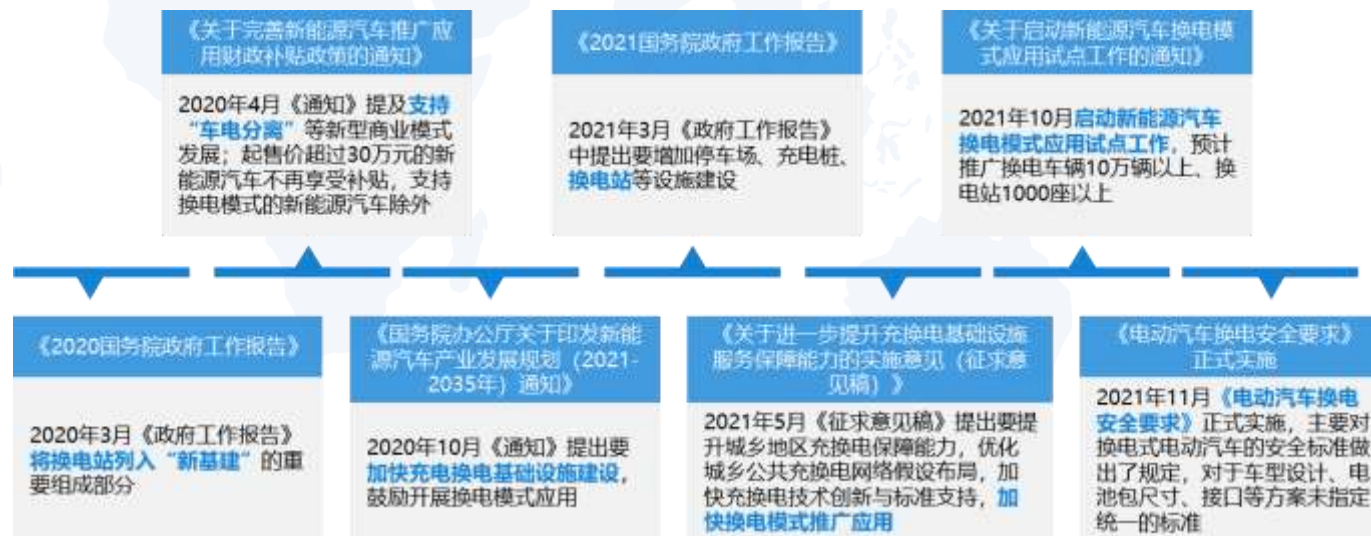 《关于完善新能源汽车推广应
用财政补贴政策的通知》
2020年4月《通知》提及支持
“车电分离”等新型商业模式
发展；起售价超过30万元的新
能源汽车不再享受补贴，支持
换电模式的新能源汽车除外
《2021国务院政府工作报告》
2021年3月《政府工作报告》
中提出要增加停车场、充电桩、
换电站等设施建设
《关于启动新能源汽车换电模
式应用试点工作的通知》
2021年10月启动新能源汽车
换电模式应用试点工作，预计
推广换电车辆10万辆以上、换
电站1000座以上
《2020国务院政府工作报告》
2020年3月《政府工作报告》
将换电站列入“新基建”的重
要组成部分
《国务院办公厅关于印发新能
源汽车产业发展规划（2021-
2035年）通知》
2020年10月《通知》提出要
加快充电换电基础设施建设，
鼓励开展换电模式应用
《关于进一步提升充换电基础设施
服务保障能力的实施意见（征求意
见稿）》
2021年5月《征求意见稿》提出要提
升城乡地区充换电保障能力，优化
城乡公共充换电网络假设布局，加
快充换电技术创新与标准支持，加
快换电模式推广应用
《电动汽车换电安全要求》
正式实施
2021年11月《电动汽车换电
安全要求》正式实施，主要对
换电式电动汽车的安全标准做
出了规定，对于车型设计、电
池包尺寸、接口等方案未指定
统一的标准